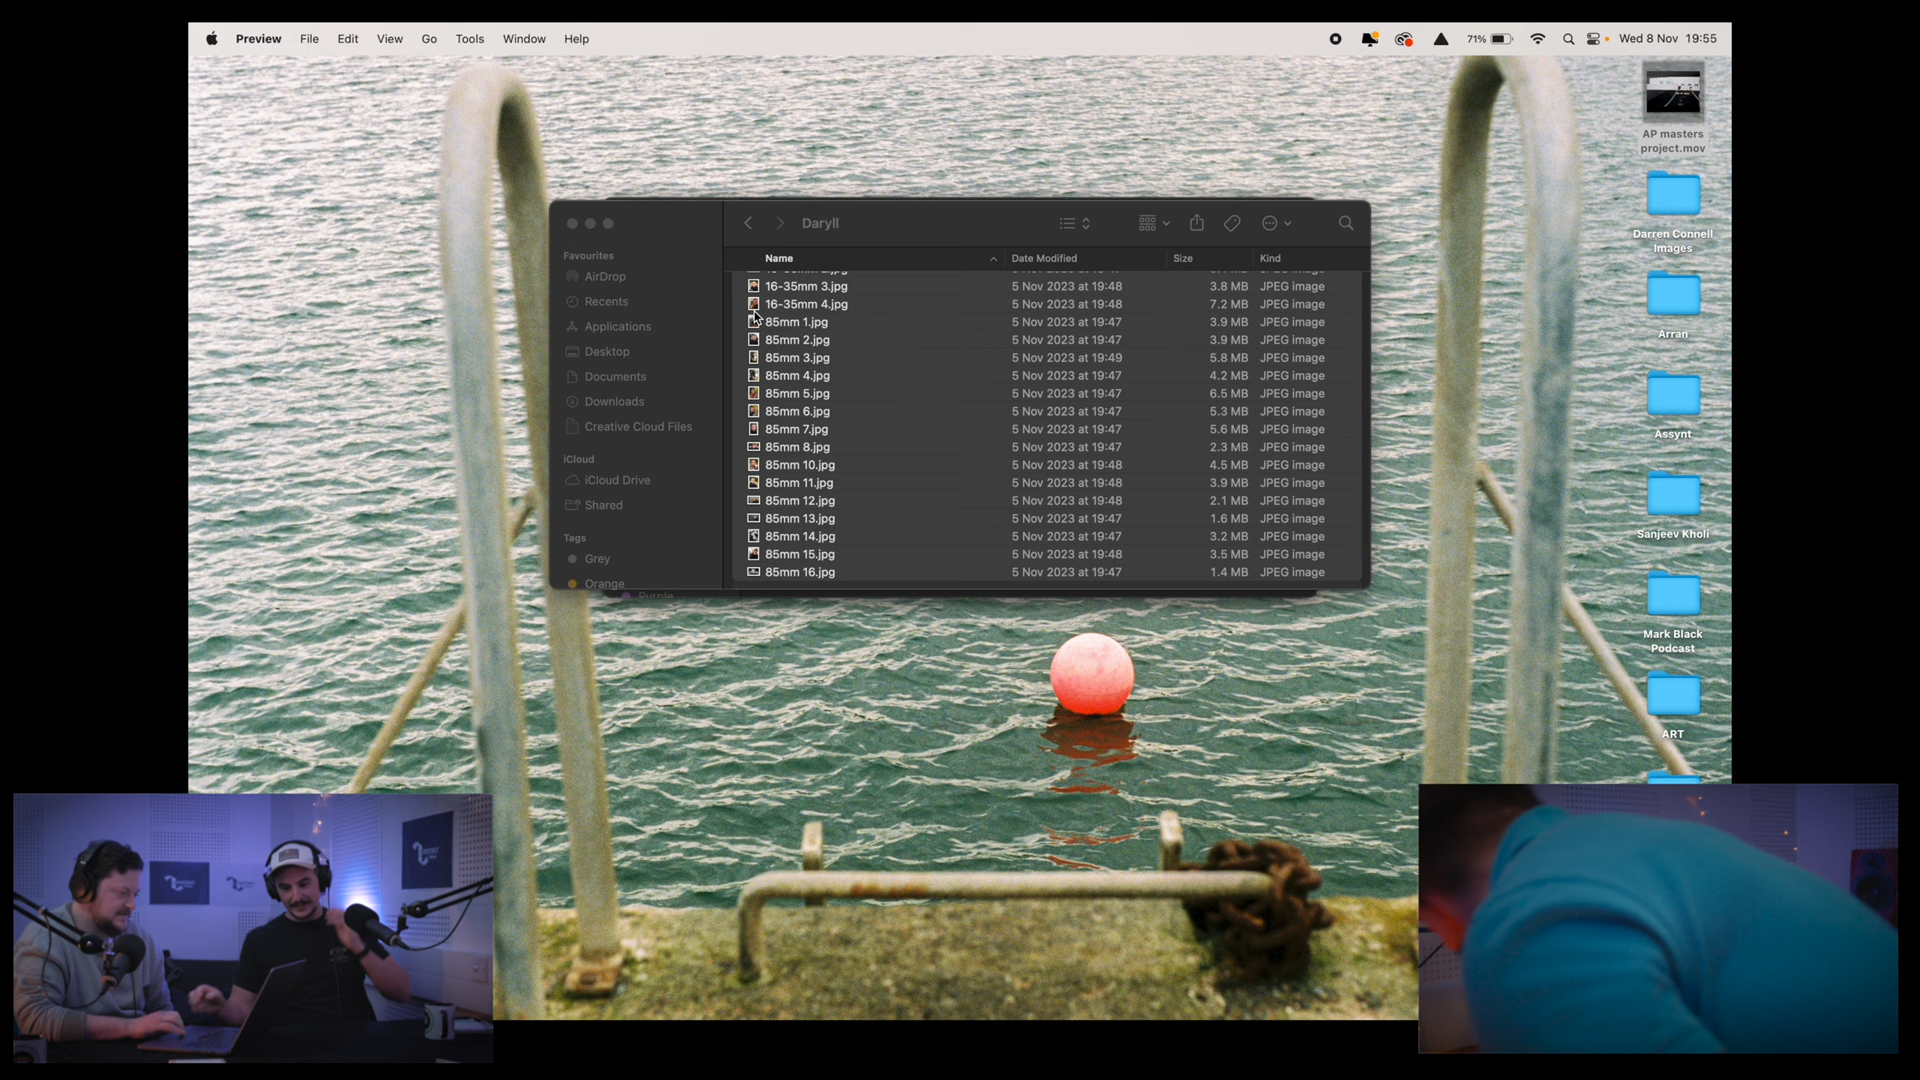 Preview File Edit View Go Tools Window Help
71% Wed 8 Nov 19:55
AP masters
project.mov
Darren Connell
Images
Arran
Assynt
Sanjeev Kholi
Mark Black
Podcast
ART
Daryll
Favourites
AirDrop
Recents
Applications
Desktop
Documents
Downloads
Creative Cloud Files
iCloud
iCloud Drive
Shared
Tags
Grey
Orange
Purple
Name Date Modified Size Kind
16-35mm 3.jpg 5 Nov 2023 at 19:48 3.8 MB JPEG image
16-35mm 4.jpg 5 Nov 2023 at 19:48 7.2 MB JPEG image
85mm 1.jpg 5 Nov 2023 at 19:47 3.9 MB JPEG image
85mm 2.jpg 5 Nov 2023 at 19:47 3.9 MB JPEG image
85mm 3.jpg 5 Nov 2023 at 19:49 5.8 MB JPEG image
85mm 4.jpg 5 Nov 2023 at 19:47 4.2 MB JPEG image
85mm 5.jpg 5 Nov 2023 at 19:47 6.5 MB JPEG image
85mm 6.jpg 5 Nov 2023 at 19:47 5.3 MB JPEG image
85mm 7.jpg 5 Nov 2023 at 19:47 5.6 MB JPEG image
85mm 8.jpg 5 Nov 2023 at 19:47 2.3 MB JPEG image
85mm 10.jpg 5 Nov 2023 at 19:48 4.5 MB JPEG image
85mm 11.jpg 5 Nov 2023 at 19:48 3.9 MB JPEG image
85mm 12.jpg 5 Nov 2023 at 19:48 2.1 MB JPEG image
85mm 13.jpg 5 Nov 2023 at 19:47 1.6 MB JPEG image
85mm 14.jpg 5 Nov 2023 at 19:47 3.2 MB JPEG image
85mm 15.jpg 5 Nov 2023 at 19:48 3.5 MB JPEG image
85mm 16.jpg 5 Nov 2023 at 19:47 1.4 MB JPEG image